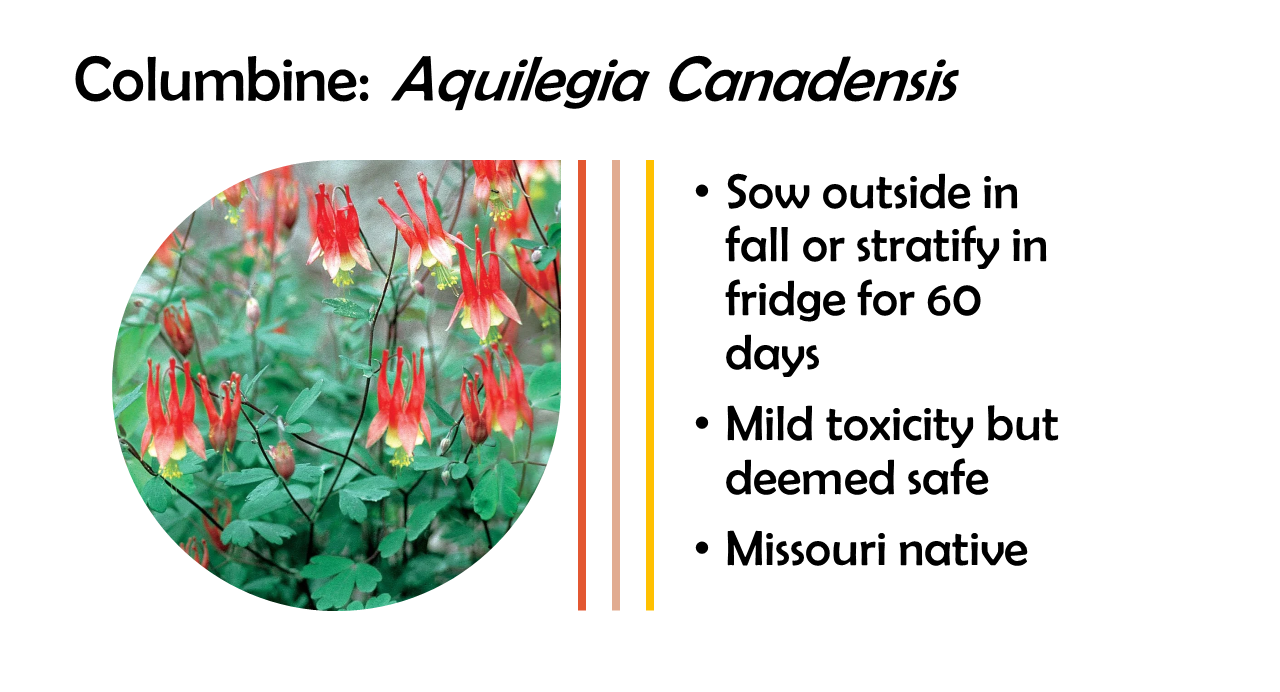 Columbine: Aquilegia Canadensis
• Sow outside in
fall or stratify in
fridge for 60
days
• Mild toxicity but
deemed safe
• Missouri native